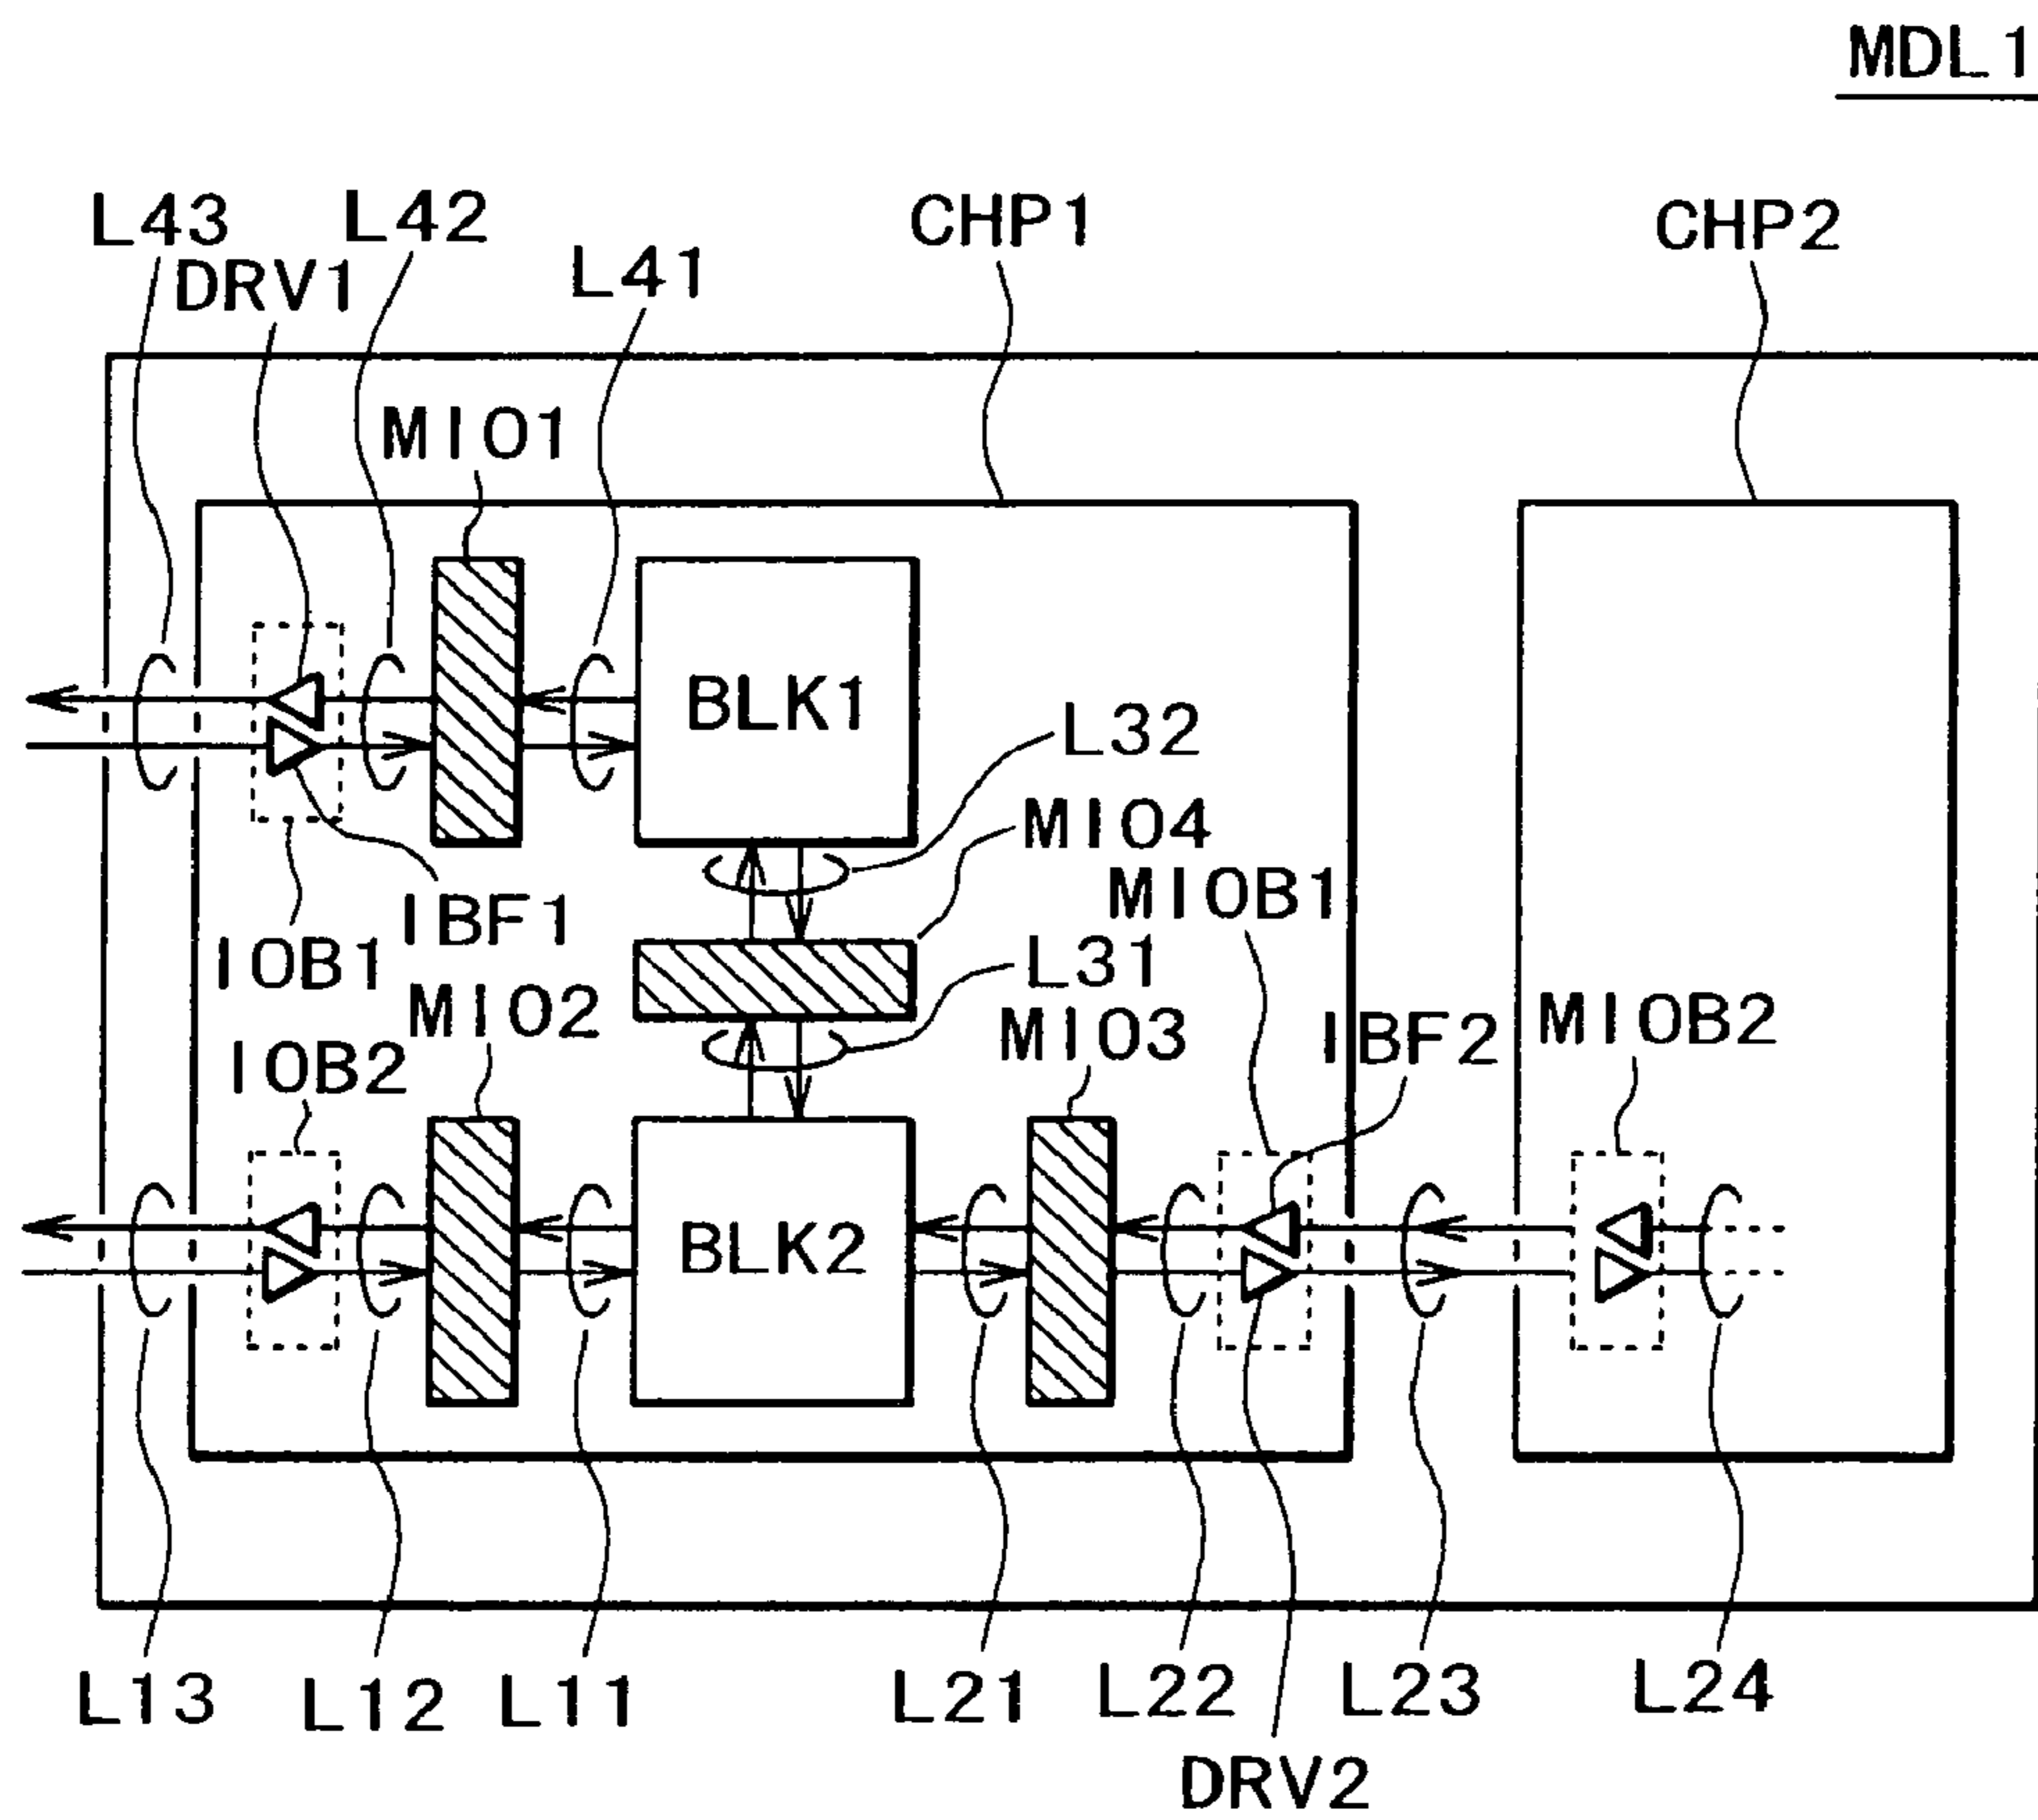 MDL1
L43
L42
CHP1
CHP2
DRV1
L41
MIO1
BLK1
L32
MIO4
MIOB1
IBF1
IOB1
L31
MIO2
MIO3
MIOB2
IBF2
IOB2
BLK2
L13
L12
L11
L21
L22
L23
L24
DRV2